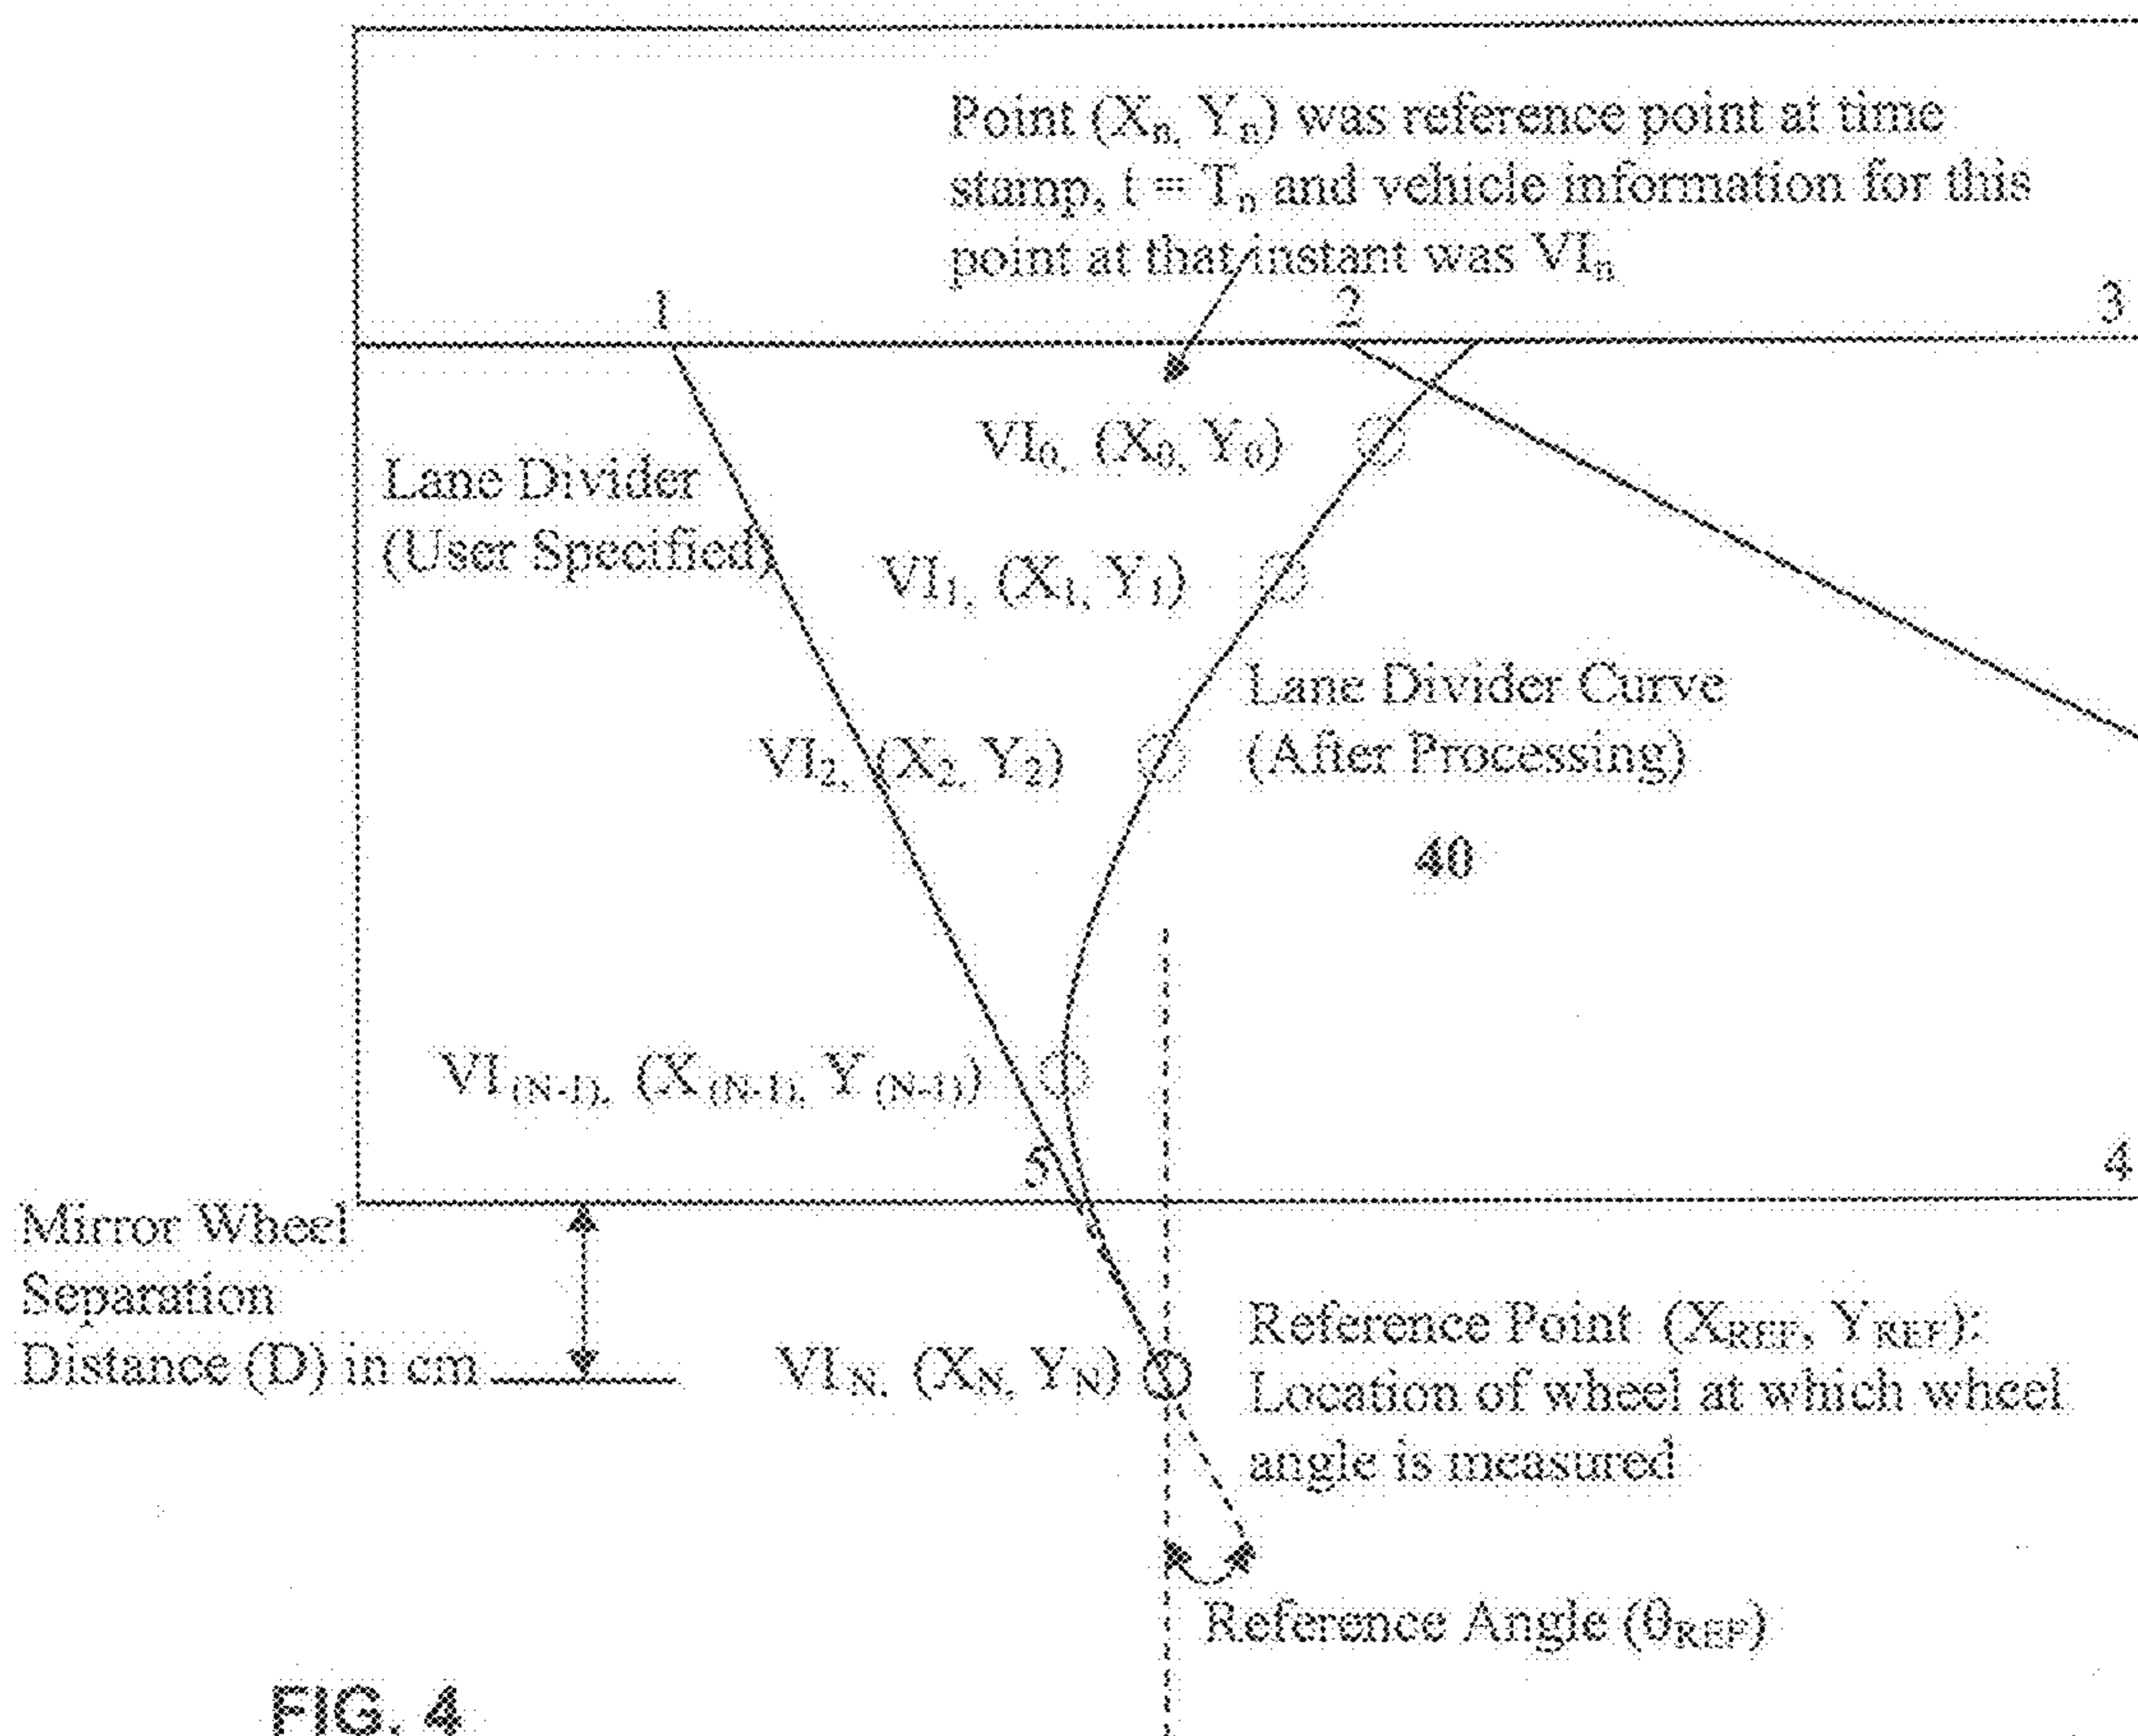 Point (Xn, Yn) was reference point at time
stamp, t = Tn and vehicle information for this
point at that instant was VIn
1
2
3
VI0, (X0, Y0)
Lane Divider
(User Specified)
VI1, (X1, Y1)
Lane Divider Curve
(After Processing)
VI2, (X2, Y2)
40
VI(N-1), (X(N-1), Y(N-1))
5
4
Mirror Wheel
Separation
Distance (D) in cm
VIN, (XN, YN)
Reference Point (XREF, YREF):
Location of wheel at which wheel
angle is measured
Reference Angle (θREF)
FIG. 4